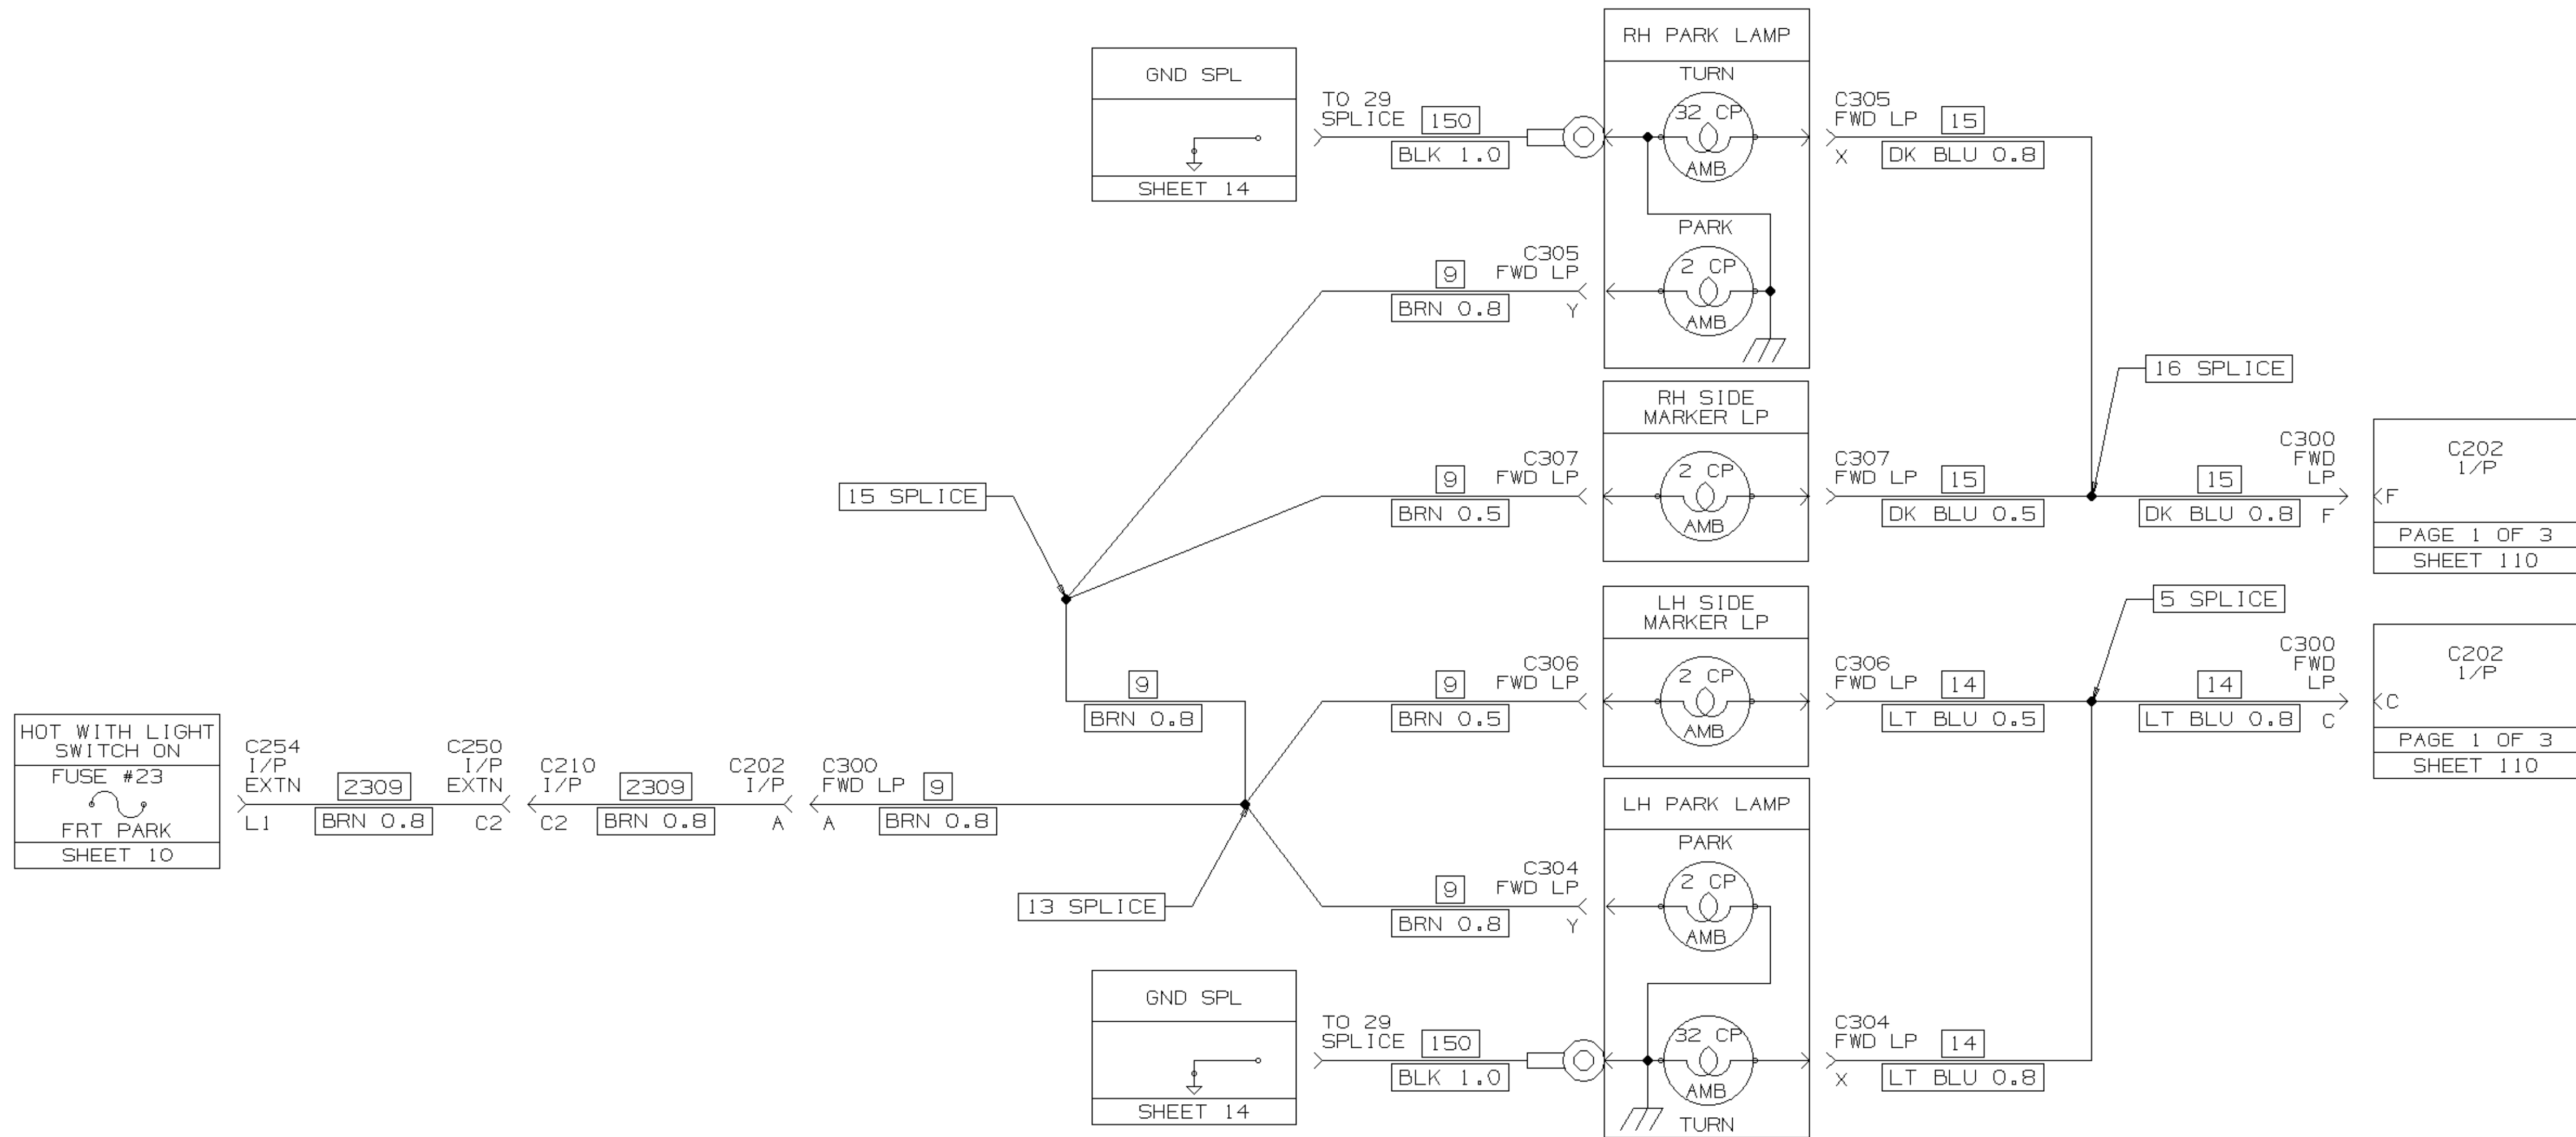 RH PARK LAMP
TURN
32 CP
AMB
PARK
2 CP
AMB
GND SPL
SHEET 14
TO 29
SPLICE
150
BLK 1.0
C305
FWD LP
15
X
DK BLU 0.8
C305
FWD LP
9
BRN 0.8
Y
16 SPLICE
RH SIDE
MARKER LP
2 CP
AMB
15 SPLICE
9
C307
FWD LP
BRN 0.5
C307
FWD LP
15
DK BLU 0.5
15
DK BLU 0.8
C300
FWD
LP
F
C202
1/P
F
PAGE 1 OF 3
SHEET 110
5 SPLICE
LH SIDE
MARKER LP
2 CP
AMB
9
BRN 0.8
9
C306
FWD LP
BRN 0.5
C306
FWD LP
14
LT BLU 0.5
14
LT BLU 0.8
C300
FWD
LP
C
C202
1/P
C
PAGE 1 OF 3
SHEET 110
HOT WITH LIGHT
SWITCH ON
FUSE #23
FRT PARK
SHEET 10
C254
I/P
EXTN
L1
2309
BRN 0.8
C250
I/P
EXTN
C2
C210
I/P
C2
2309
BRN 0.8
C202
I/P
A
C300
FWD LP
A
9
BRN 0.8
13 SPLICE
LH PARK LAMP
PARK
2 CP
AMB
32 CP
AMB
TURN
9
C304
FWD LP
BRN 0.8
Y
GND SPL
SHEET 14
TO 29
SPLICE
150
BLK 1.0
C304
FWD LP
14
X
LT BLU 0.8